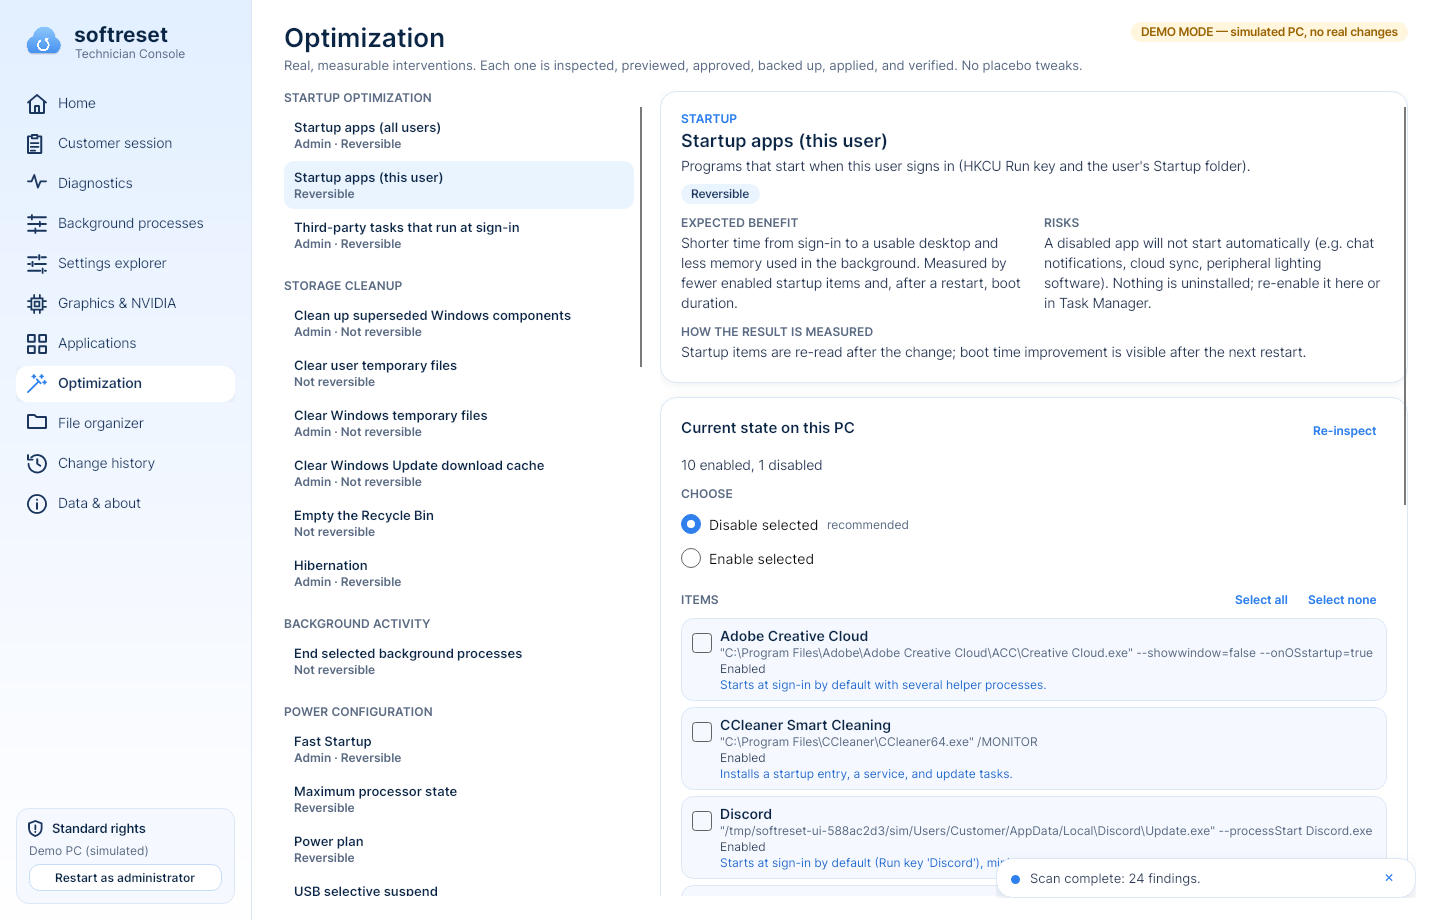 softreset
Technician Console
Home
Customer session
Diagnostics
Background processes
Settings explorer
Graphics & NVIDIA
Applications
Optimization
File organizer
Change history
Data & about
Standard rights
Demo PC (simulated)
Restart as administrator
Optimization
DEMO MODE — simulated PC, no real changes
Real, measurable interventions. Each one is inspected, previewed, approved, backed up, applied, and verified. No placebo tweaks.
STARTUP OPTIMIZATION
Startup apps (all users)
Admin · Reversible
Startup apps (this user)
Reversible
Third-party tasks that run at sign-in
Admin · Reversible
STORAGE CLEANUP
Clean up superseded Windows components
Admin · Not reversible
Clear user temporary files
Not reversible
Clear Windows temporary files
Admin · Not reversible
Clear Windows Update download cache
Admin · Not reversible
Empty the Recycle Bin
Not reversible
Hibernation
Admin · Reversible
BACKGROUND ACTIVITY
End selected background processes
Not reversible
POWER CONFIGURATION
Fast Startup
Admin · Reversible
Maximum processor state
Reversible
Power plan
Reversible
USB selective suspend
STARTUP
Startup apps (this user)
Programs that start when this user signs in (HKCU Run key and the user's Startup folder).
Reversible
EXPECTED BENEFIT
Shorter time from sign-in to a usable desktop and
less memory used in the background. Measured by
fewer enabled startup items and, after a restart, boot
duration.
RISKS
A disabled app will not start automatically (e.g. chat
notifications, cloud sync, peripheral lighting
software). Nothing is uninstalled; re-enable it here or
in Task Manager.
HOW THE RESULT IS MEASURED
Startup items are re-read after the change; boot time improvement is visible after the next restart.
Current state on this PC
Re-inspect
10 enabled, 1 disabled
CHOOSE
Disable selected recommended
Enable selected
ITEMS
Select all
Select none
Adobe Creative Cloud
"C:\Program Files\Adobe\Adobe Creative Cloud\ACC\Creative Cloud.exe" --showwindow=false --onOSstartup=true
Enabled
Starts at sign-in by default with several helper processes.
CCleaner Smart Cleaning
"C:\Program Files\CCleaner\CCleaner64.exe" /MONITOR
Enabled
Installs a startup entry, a service, and update tasks.
Discord
"/tmp/softreset-ui-588ac2d3/sim/Users/Customer/AppData/Local\Discord\Update.exe" --processStart Discord.exe
Enabled
Starts at sign-in by default (Run key 'Discord'),
Scan complete: 24 findings.